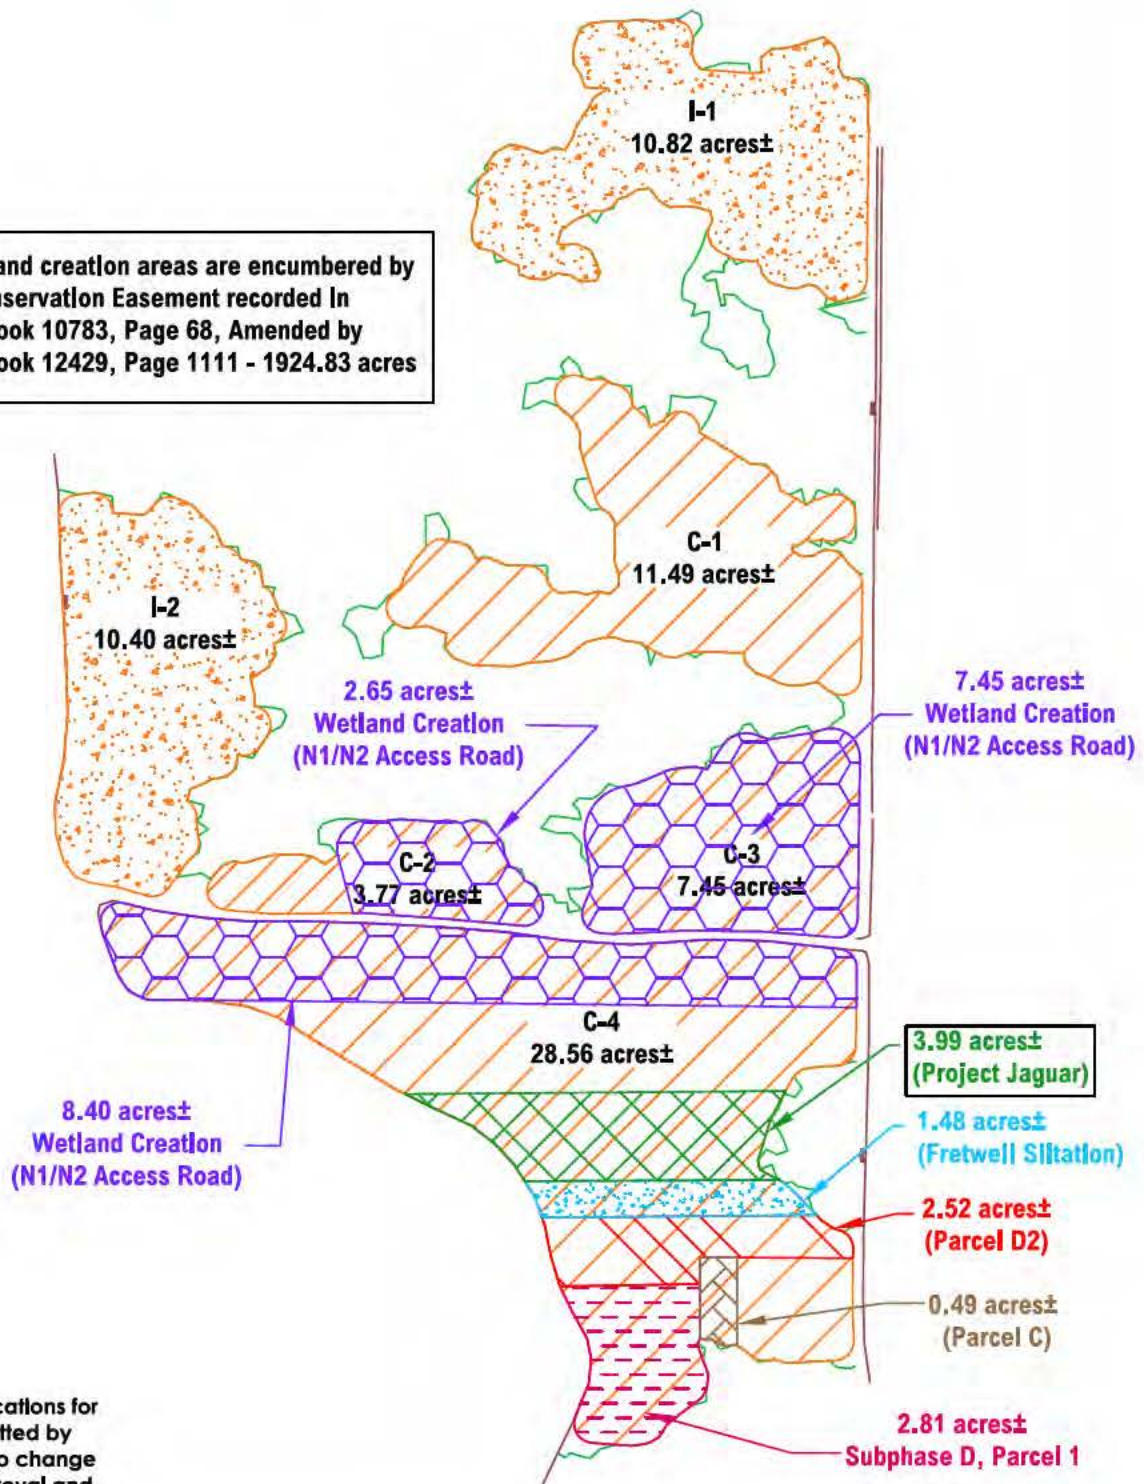 I-1
10.82 acres±
and creation areas are encumbered by
servation Easement recorded in
ook 10783, Page 68, Amended by
ook 12429, Page 1111 - 1924.83 acres
C-1
11.49 acres±
I-2
10.40 acres±
2.65 acres±
Wetland Creation
(N1/N2 Access Road)
7.45 acres±
Wetland Creation
(N1/N2 Access Road)
C-2
3.77 acres±
C-3
7.45 acres±
C-4
28.56 acres±
8.40 acres±
Wetland Creation
(N1/N2 Access Road)
3.99 acres±
(Project Jaguar)
1.48 acres±
(Fretwell Siltation)
2.52 acres±
(Parcel D2)
0.49 acres±
(Parcel C)
2.81 acres±
Subphase D, Parcel 1
cations for
tted by
o change